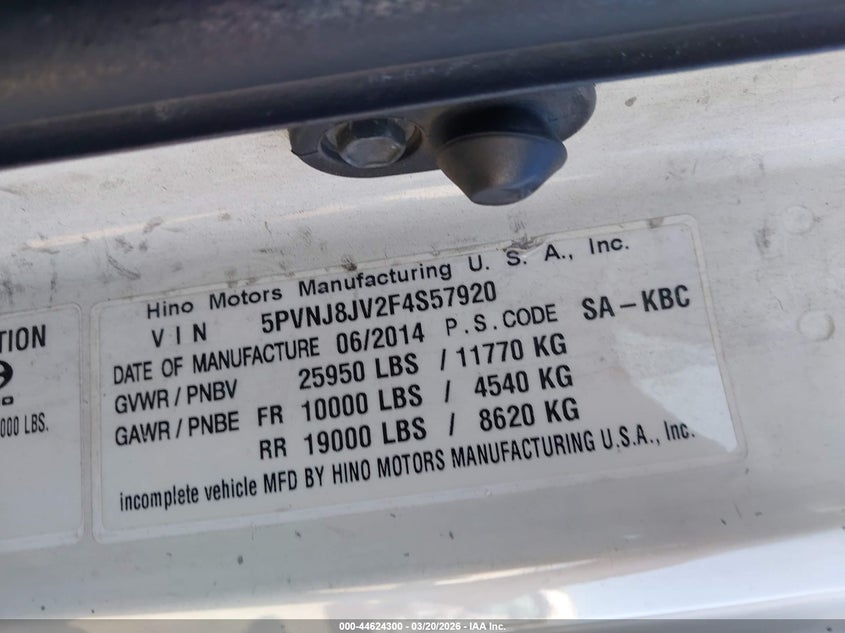 Hino Motors Manufacturing U. S. A., Inc.
VIN 5PVNJ8JV2F4S57920
DATE OF MANUFACTURE 06/2014 P.S.CODE SA-KBC
GVWR / PNBV 25950 LBS / 11770 KG
GAWR / PNBE FR 10000 LBS / 4540 KG
RR 19000 LBS / 8620 KG
incomplete vehicle MFD BY HINO MOTORS MANUFACTURING U.S.A., Inc.
TION
000 LBS.
000-44624300 - 03/20/2026 - IAA Inc.